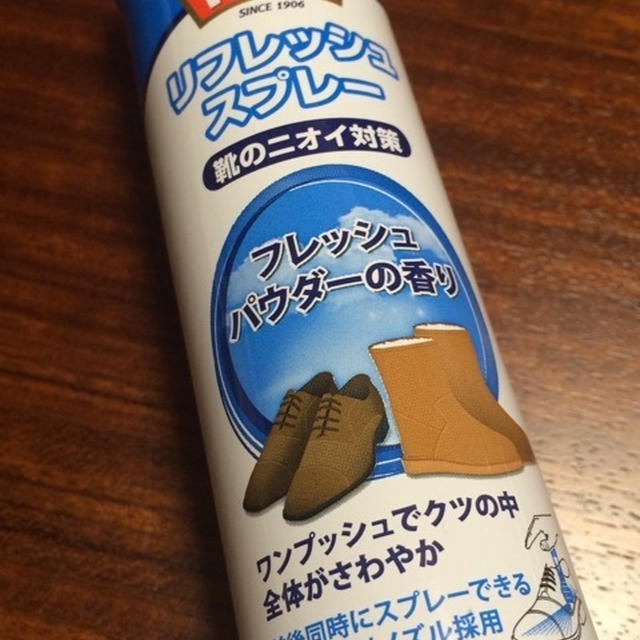 SINCE 1906
リフレッシュ
スプレー
靴のニオイ対策
フレッシュ
パウダーの香り
ワンプッシュでクツの中
全体がさわやか
後同時にスプレーできる
ノズル採用